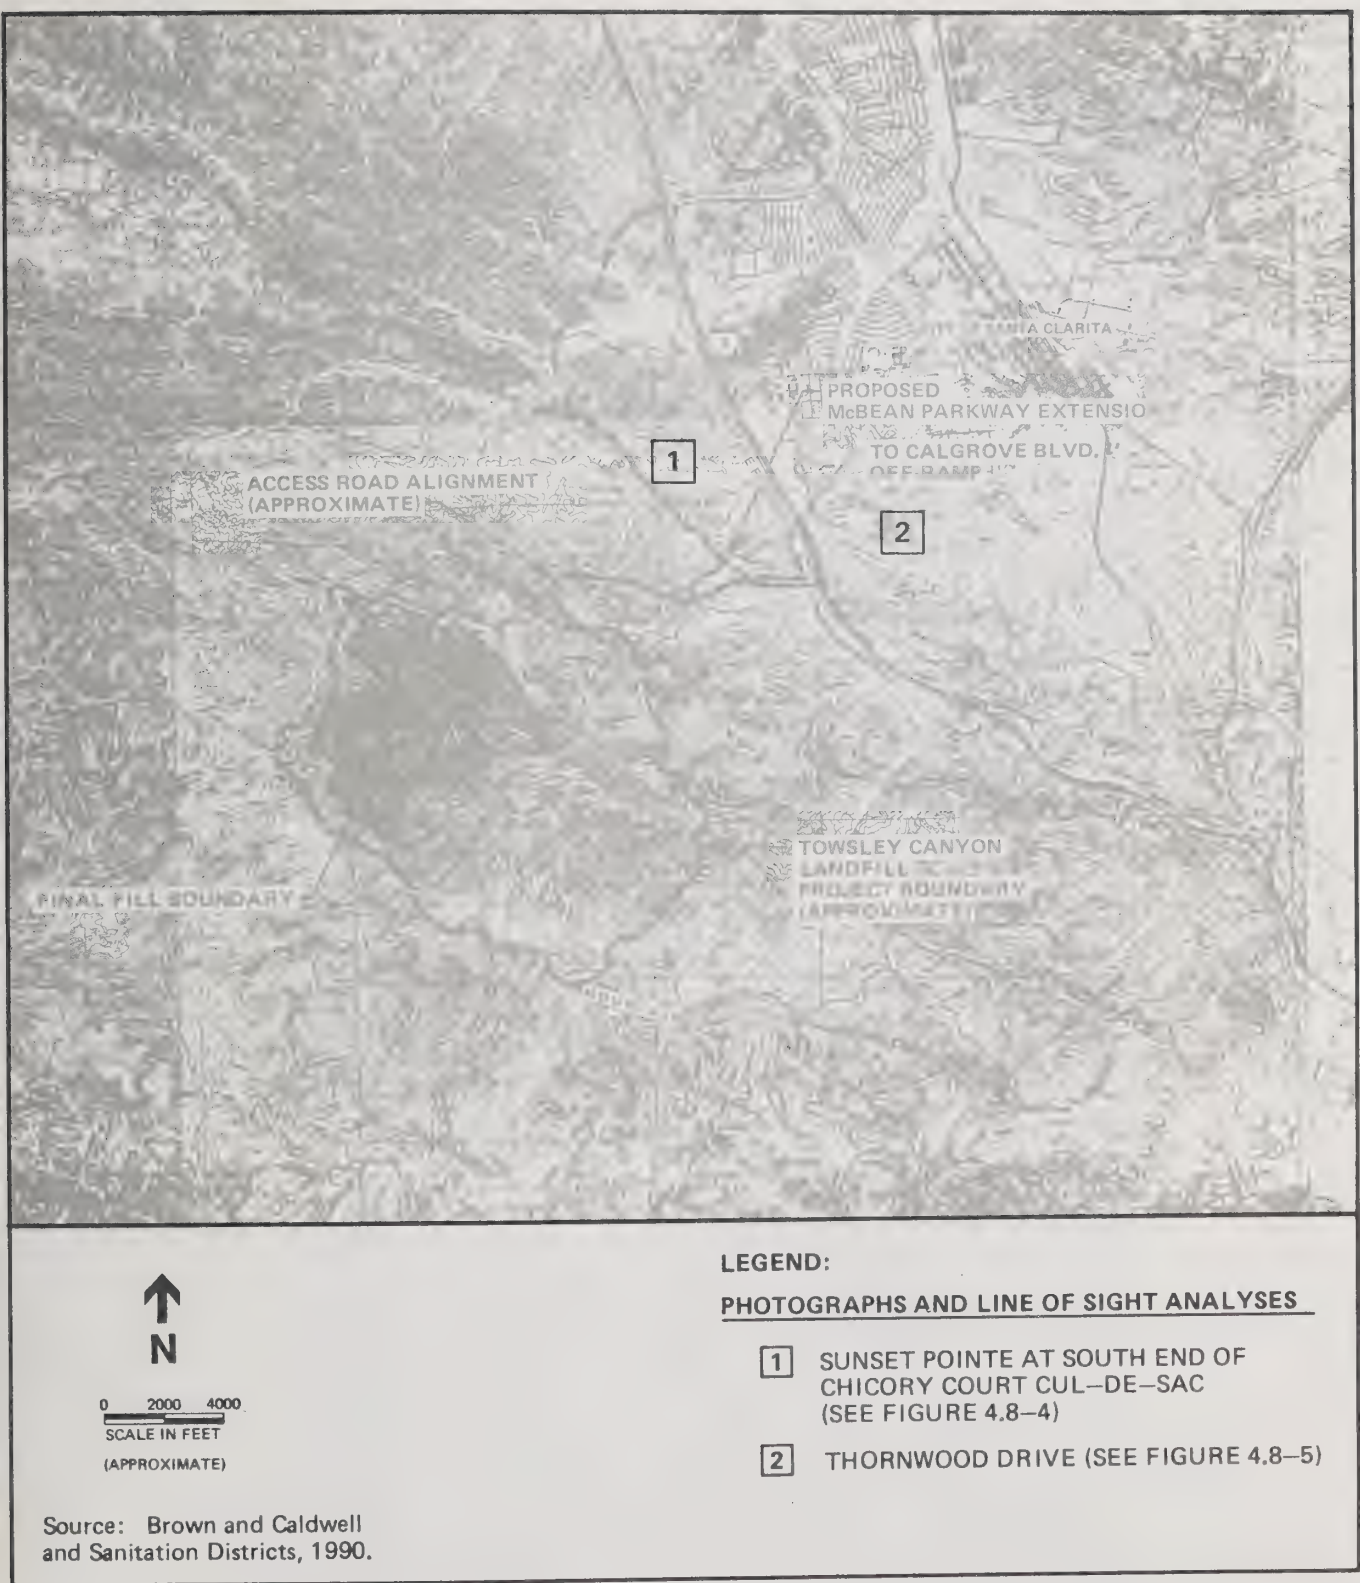 A CLARITA
PROPOSED
McBEAN PARKWAY EXTENSIO
TO CALGROVE BLVD.
OFF-RAMP
1
ACCESS ROAD ALIGNMENT
(APPROXIMATE)
2
TOWSLEY CANYON
LANDFILL
PROJECT BOUNDARY
(APPROXIMATE)
FINAL FILL BOUNDARY
N
0 2000 4000
SCALE IN FEET
(APPROXIMATE)
LEGEND:
PHOTOGRAPHS AND LINE OF SIGHT ANALYSES
1 SUNSET POINTE AT SOUTH END OF
CHICORY COURT CUL–DE–SAC
(SEE FIGURE 4.8–4)
2 THORNWOOD DRIVE (SEE FIGURE 4.8–5)
Source: Brown and Caldwell
and Sanitation Districts, 1990.